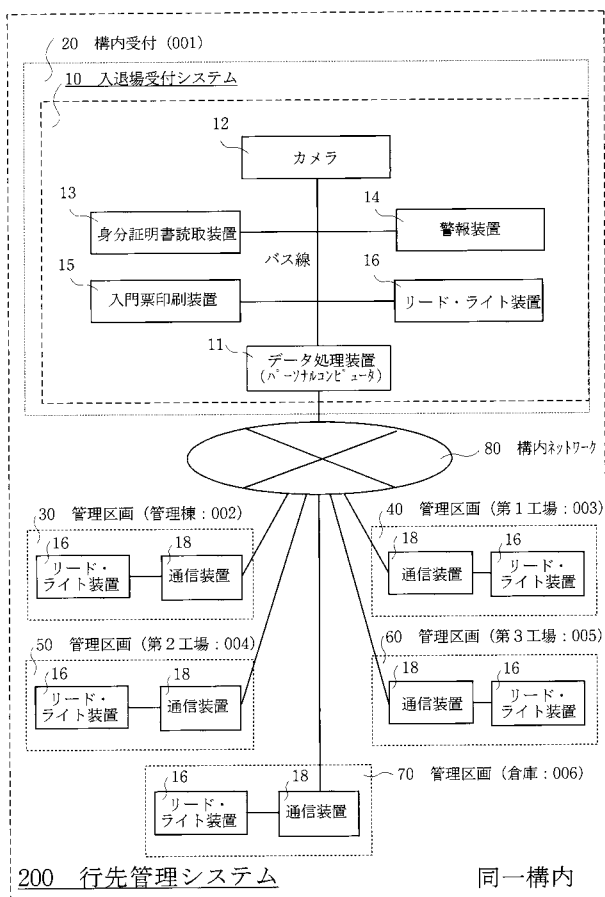 20 構内受付 (001)
10 入退場受付システム
12
カメラ
13
身分証明書読取装置
14
警報装置
バス線
15
入門票印刷装置
16
リード・ライト装置
11
データ処理装置
(パーソナルコンピュータ)
80 構内ネットワーク
30 管理区画 (管理棟:002)
16
リード・
ライト装置
18
通信装置
40 管理区画 (第1工場:003)
18
通信装置
16
リード・
ライト装置
50 管理区画 (第2工場:004)
16
リード・
ライト装置
18
通信装置
60 管理区画 (第3工場:005)
18
通信装置
16
リード・
ライト装置
70 管理区画 (倉庫:006)
16
リード・
ライト装置
18
通信装置
200 行先管理システム
同一構内